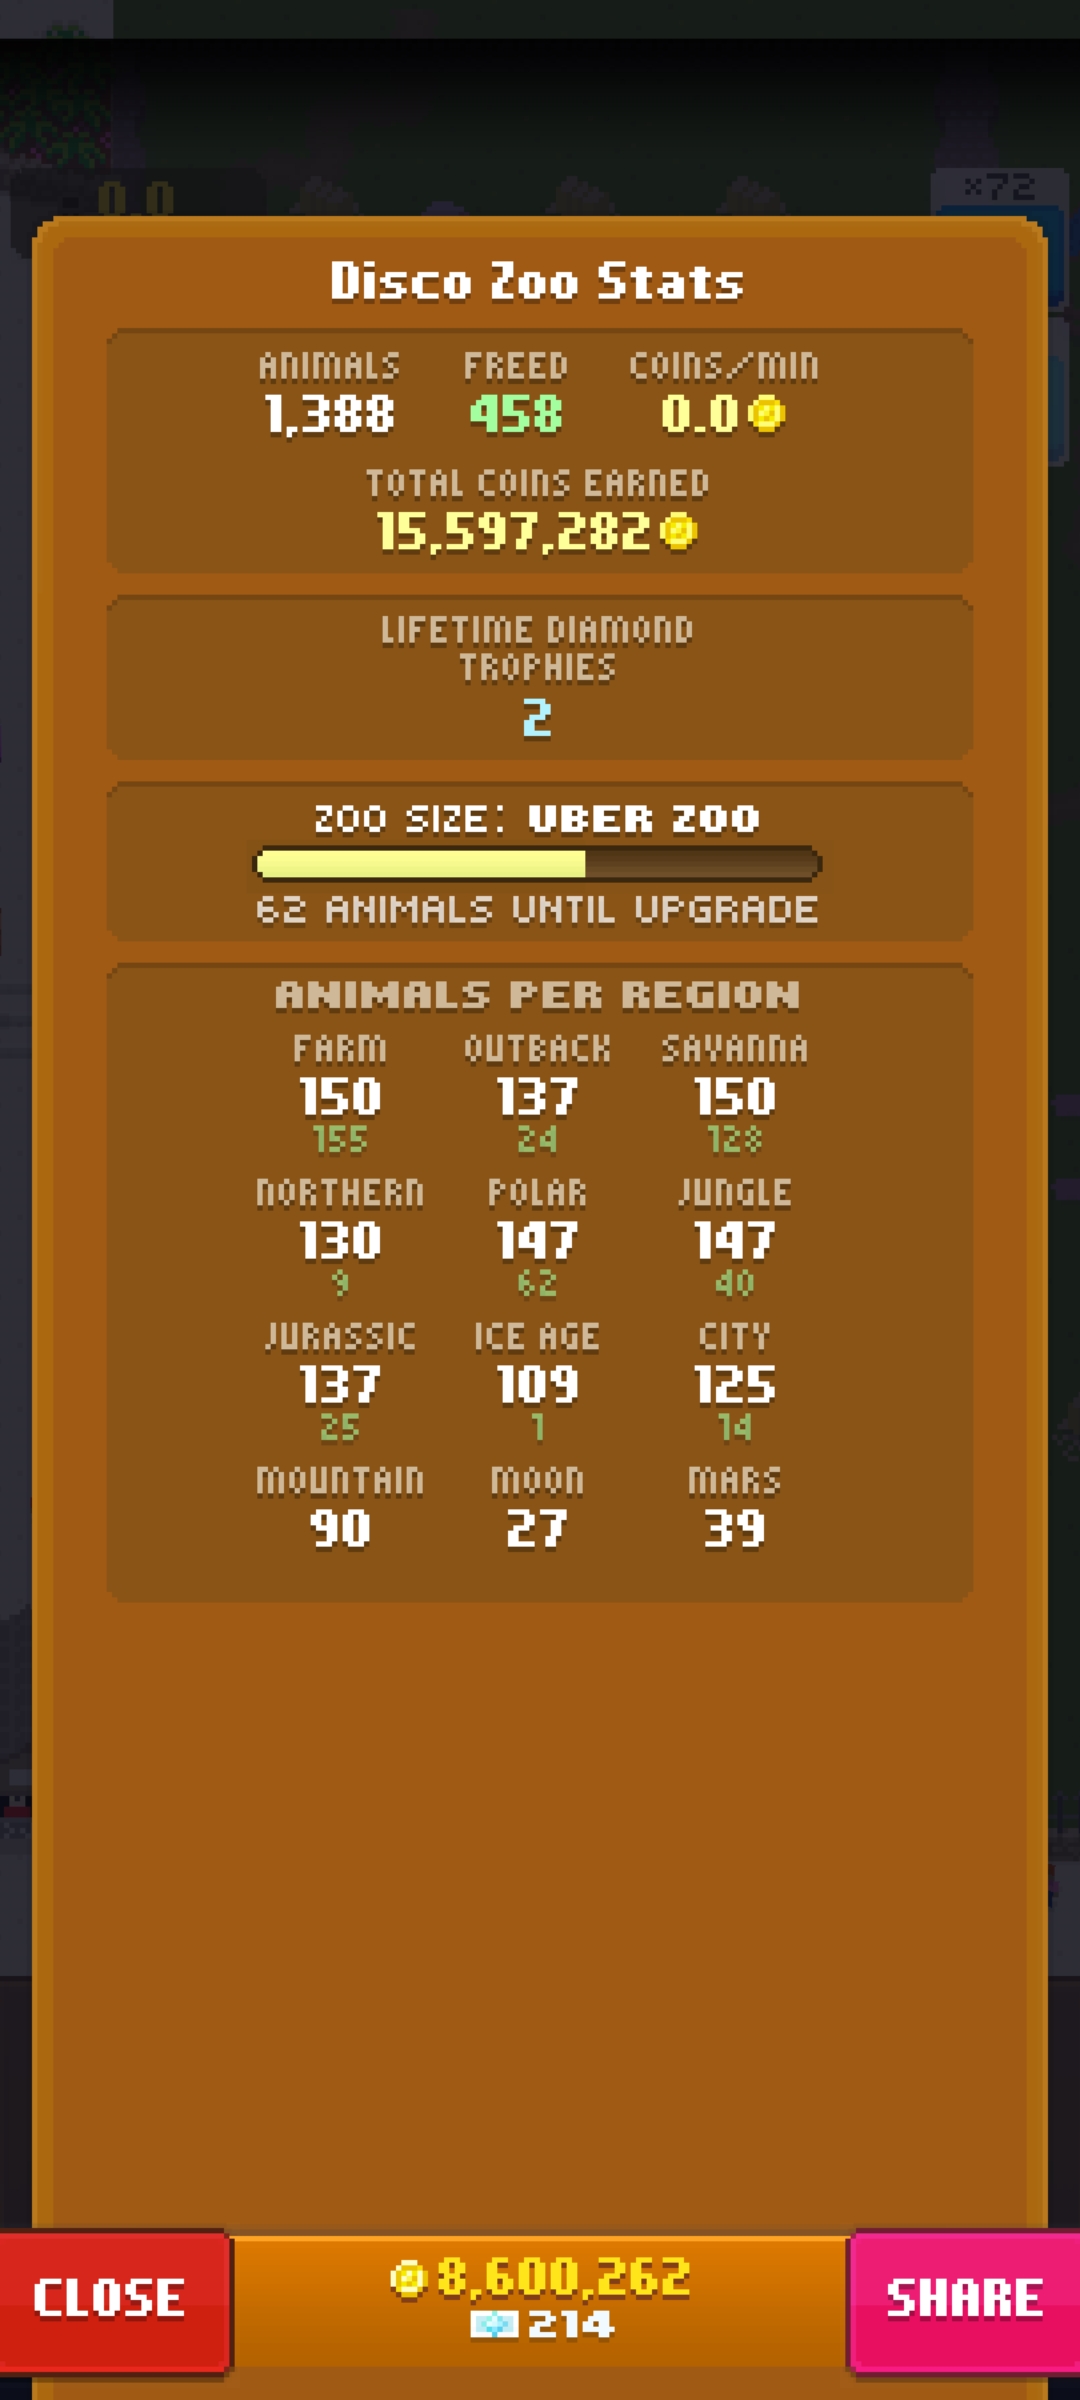 0.0
×72
Disco Zoo Stats
ANIMALS FREED COINS/MIN
1,388 458 0.0
TOTAL COINS EARNED
15,597,282
LIFETIME DIAMOND
TROPHIES
2
ZOO SIZE: UBER ZOO
62 ANIMALS UNTIL UPGRADE
ANIMALS PER REGION
FARM OUTBACK SAVANNA
150 137 150
155 24 128
NORTHERN POLAR JUNGLE
130 147 147
9 62 40
JURASSIC ICE AGE CITY
137 109 125
25 1 14
MOUNTAIN MOON MARS
90 27 39
CLOSE 8,600,262 SHARE
214